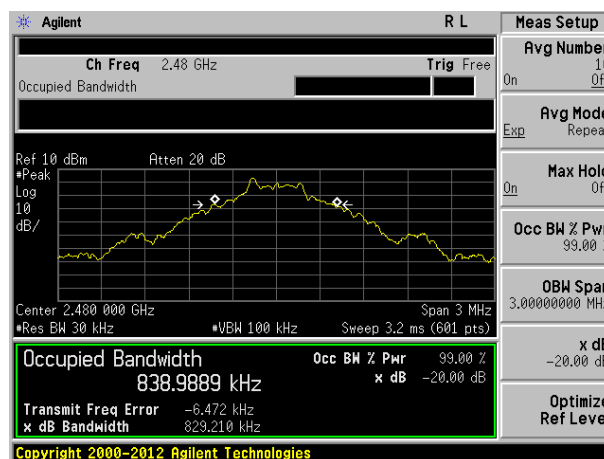 Agilent R L Meas Setup
Ch Freq 2.48 GHz Trig Free
Occupied Bandwidth
Avg Number
10
On Off
Avg Mode
Exp Repeat
Max Hold
On Off
Occ BW % Pwr
99.00 %
OBW Span
3.00000000 MHz
x dB
-20.00 dB
Optimize
Ref Level
Ref 10 dBm Atten 20 dB
#Peak
Log
10
dB/
Center 2.480 000 GHz Span 3 MHz
#Res BW 30 kHz #VBW 100 kHz Sweep 3.2 ms (601 pts)
Occupied Bandwidth Occ BW % Pwr 99.00 %
838.9889 kHz x dB -20.00 dB
Transmit Freq Error -6.472 kHz
x dB Bandwidth 829.210 kHz
Copyright 2000-2012 Agilent Technologies